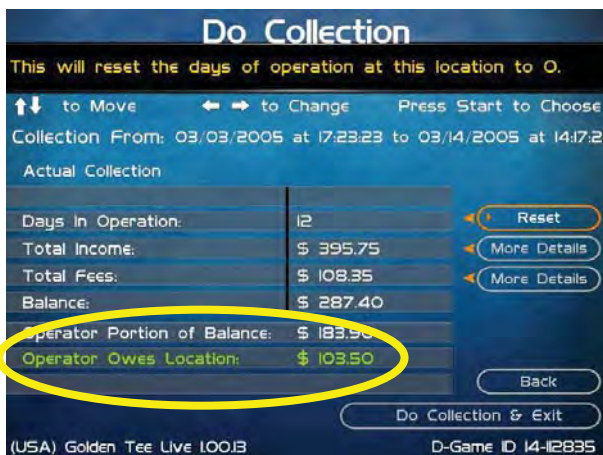 Do Collection
This will reset the days of operation at this location to 0.
to Move to Change Press Start to Choose
Collection From: 03/03/2005 at 17:23:23 to 03/14/2005 at 14:17:2
Actual Collection
Days In Operation: 12 Reset
Total Income: $ 395.75 More Details
Total Fees: $ 108.35 More Details
Balance: $ 287.40
Operator Portion of Balance: $ 183.90
Operator Owes Location: $ 103.50
Back
Do Collection & Exit
(USA) Golden Tee Live 1.00.13 D-Game ID 14-112835